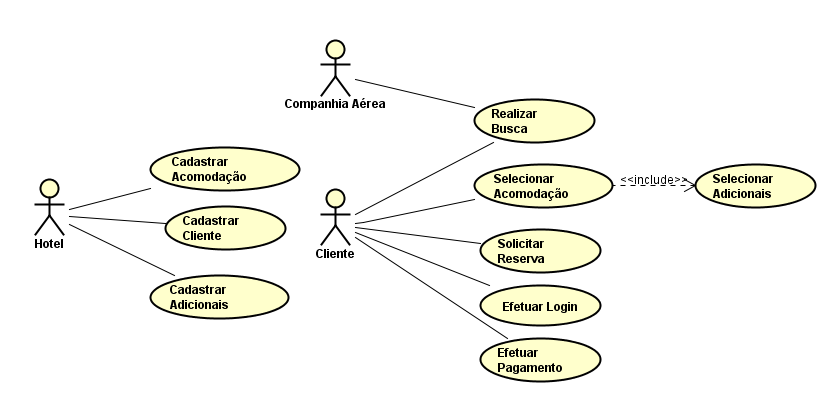 Companhia Aérea
Realizar
Busca
Cadastrar
Acomodação
Selecionar
Acomodação
<<include>>
Selecionar
Adicionais
Hotel
Cadastrar
Cliente
Cliente
Solicitar
Reserva
Cadastrar
Adicionais
Efetuar Login
Efetuar
Pagamento